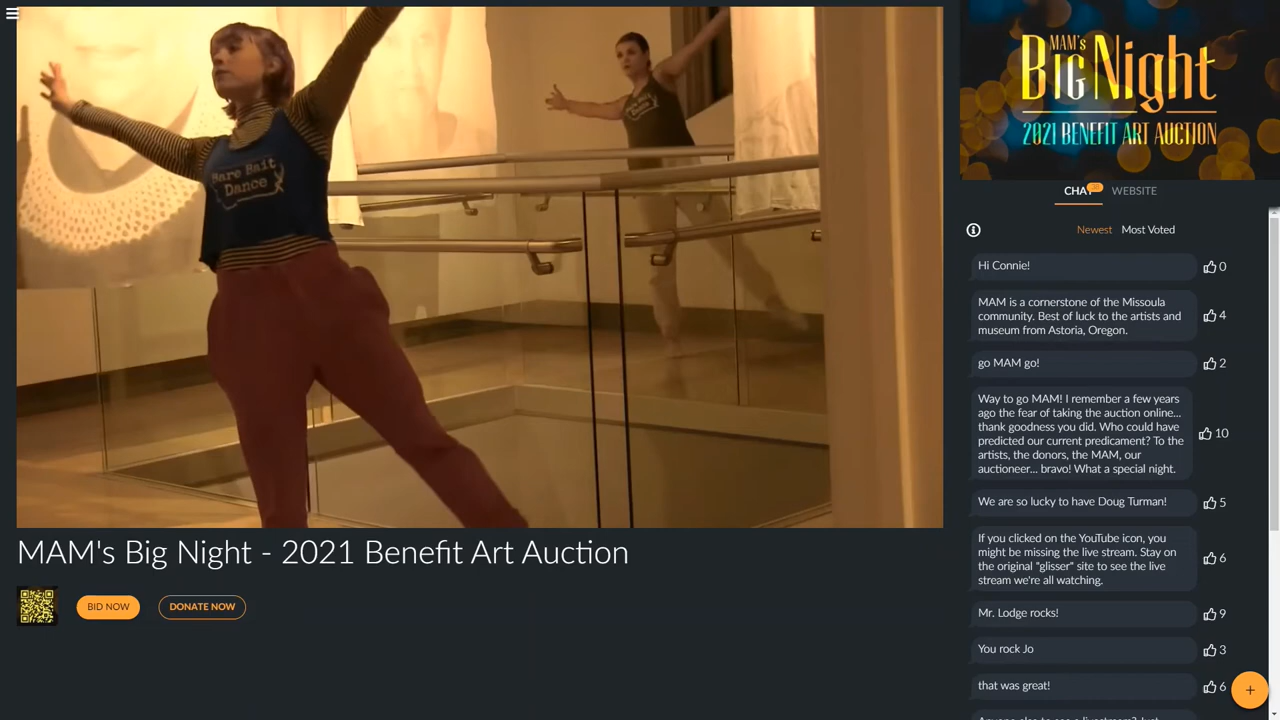 Bare Bait
Dance
MAM's
Big Night
2021 BENEFIT ART AUCTION
WEBSITE
Newest Most Voted
Hi Connie!
0
MAM is a cornerstone of the Missoula
community. Best of luck to the artists and
museum from Astoria, Oregon.
4
go MAM go!
2
Way to go MAM! I remember a few years
ago the fear of taking the auction online...
thank goodness you did. Who could have
predicted our current predicament? To the
artists, the donors, the MAM, our
auctioneer... bravo! What a special night.
10
We are so lucky to have Doug Turman!
5
If you clicked on the YouTube icon, you
might be missing the live stream. Stay on
the original "glisser" site to see the live
stream we're all watching.
6
Mr. Lodge rocks!
9
You rock Jo
3
that was great!
6
MAM's Big Night - 2021 Benefit Art Auction
BID NOW
DONATE NOW